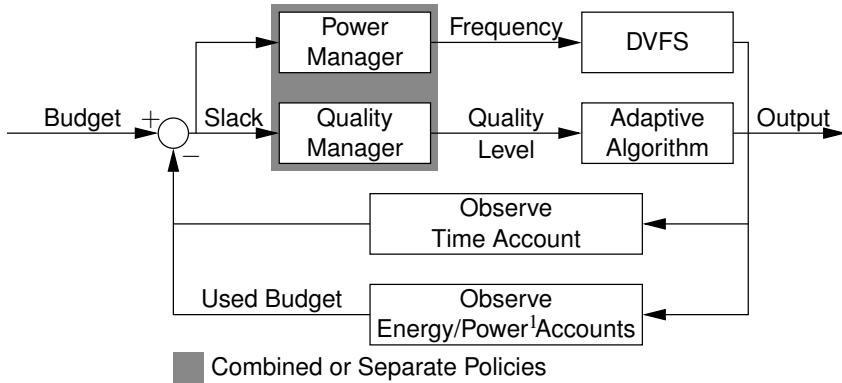 Power
Manager
Frequency
DVFS
Budget
+
−
Slack
Quality
Manager
Quality
Level
Adaptive
Algorithm
Output
Observe
Time Account
Used Budget
Observe
Energy/Power¹Accounts
Combined or Separate Policies